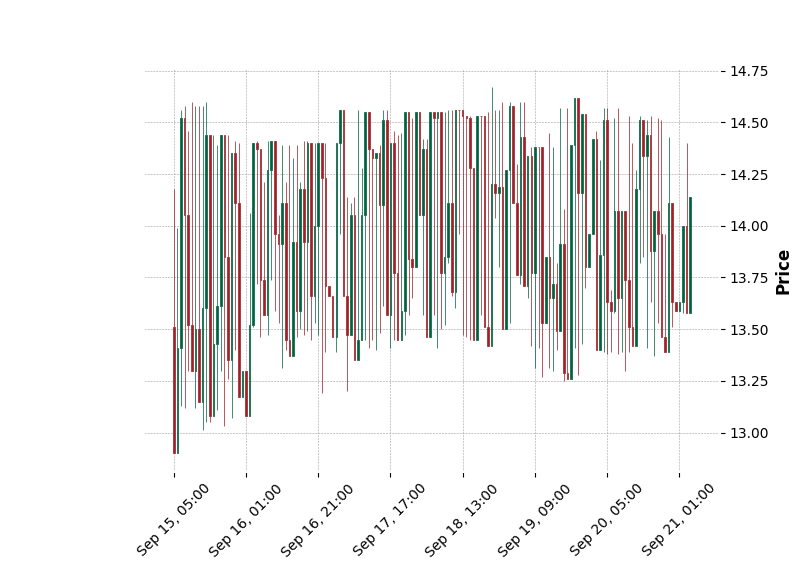 14.75
14.50
14.25
14.00
13.75
13.50
13.25
13.00
Price
Sep 15, 05:00
Sep 16, 01:00
Sep 16, 21:00
Sep 17, 17:00
Sep 18, 13:00
Sep 19, 09:00
Sep 20, 05:00
Sep 21, 01:00